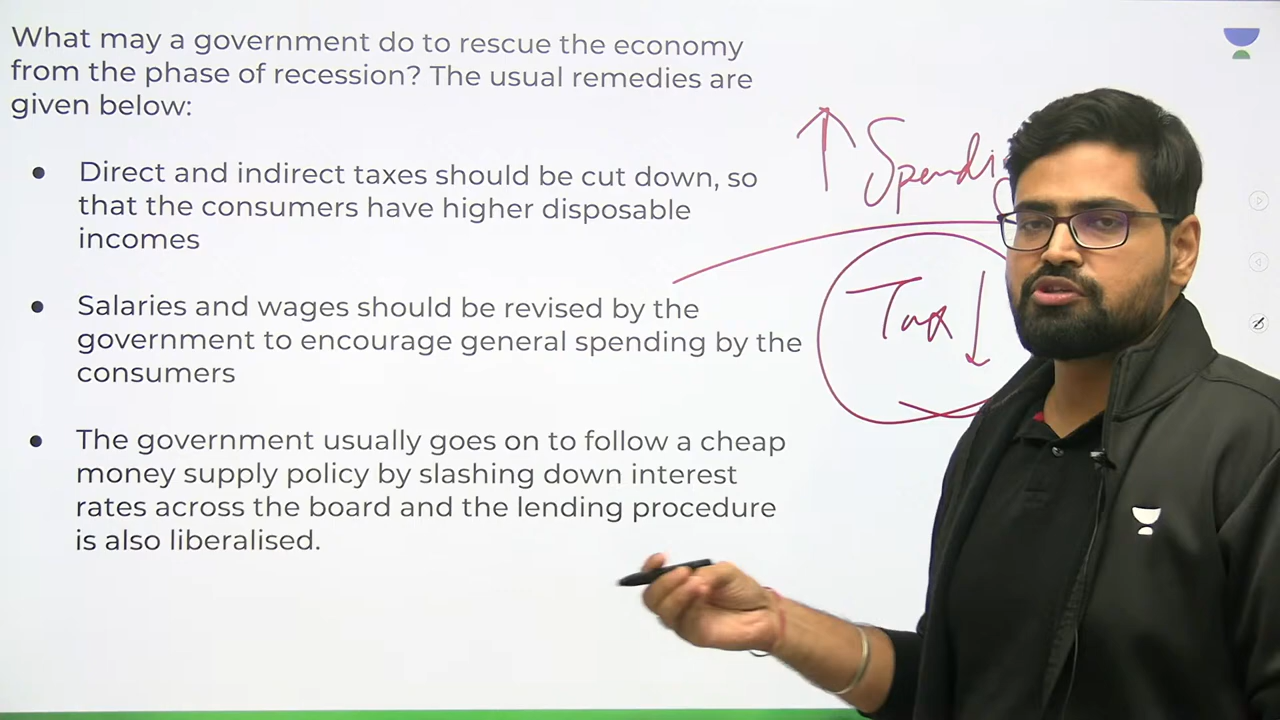 What may a government do to rescue the economy
from the phase of recession? The usual remedies are
given below:
● Direct and indirect taxes should be cut down, so
that the consumers have higher disposable
incomes
● Salaries and wages should be revised by the
government to encourage general spending by the
consumers
● The government usually goes on to follow a cheap
money supply policy by slashing down interest
rates across the board and the lending procedure
is also liberalised.
↑ Spendi
Tax ↓